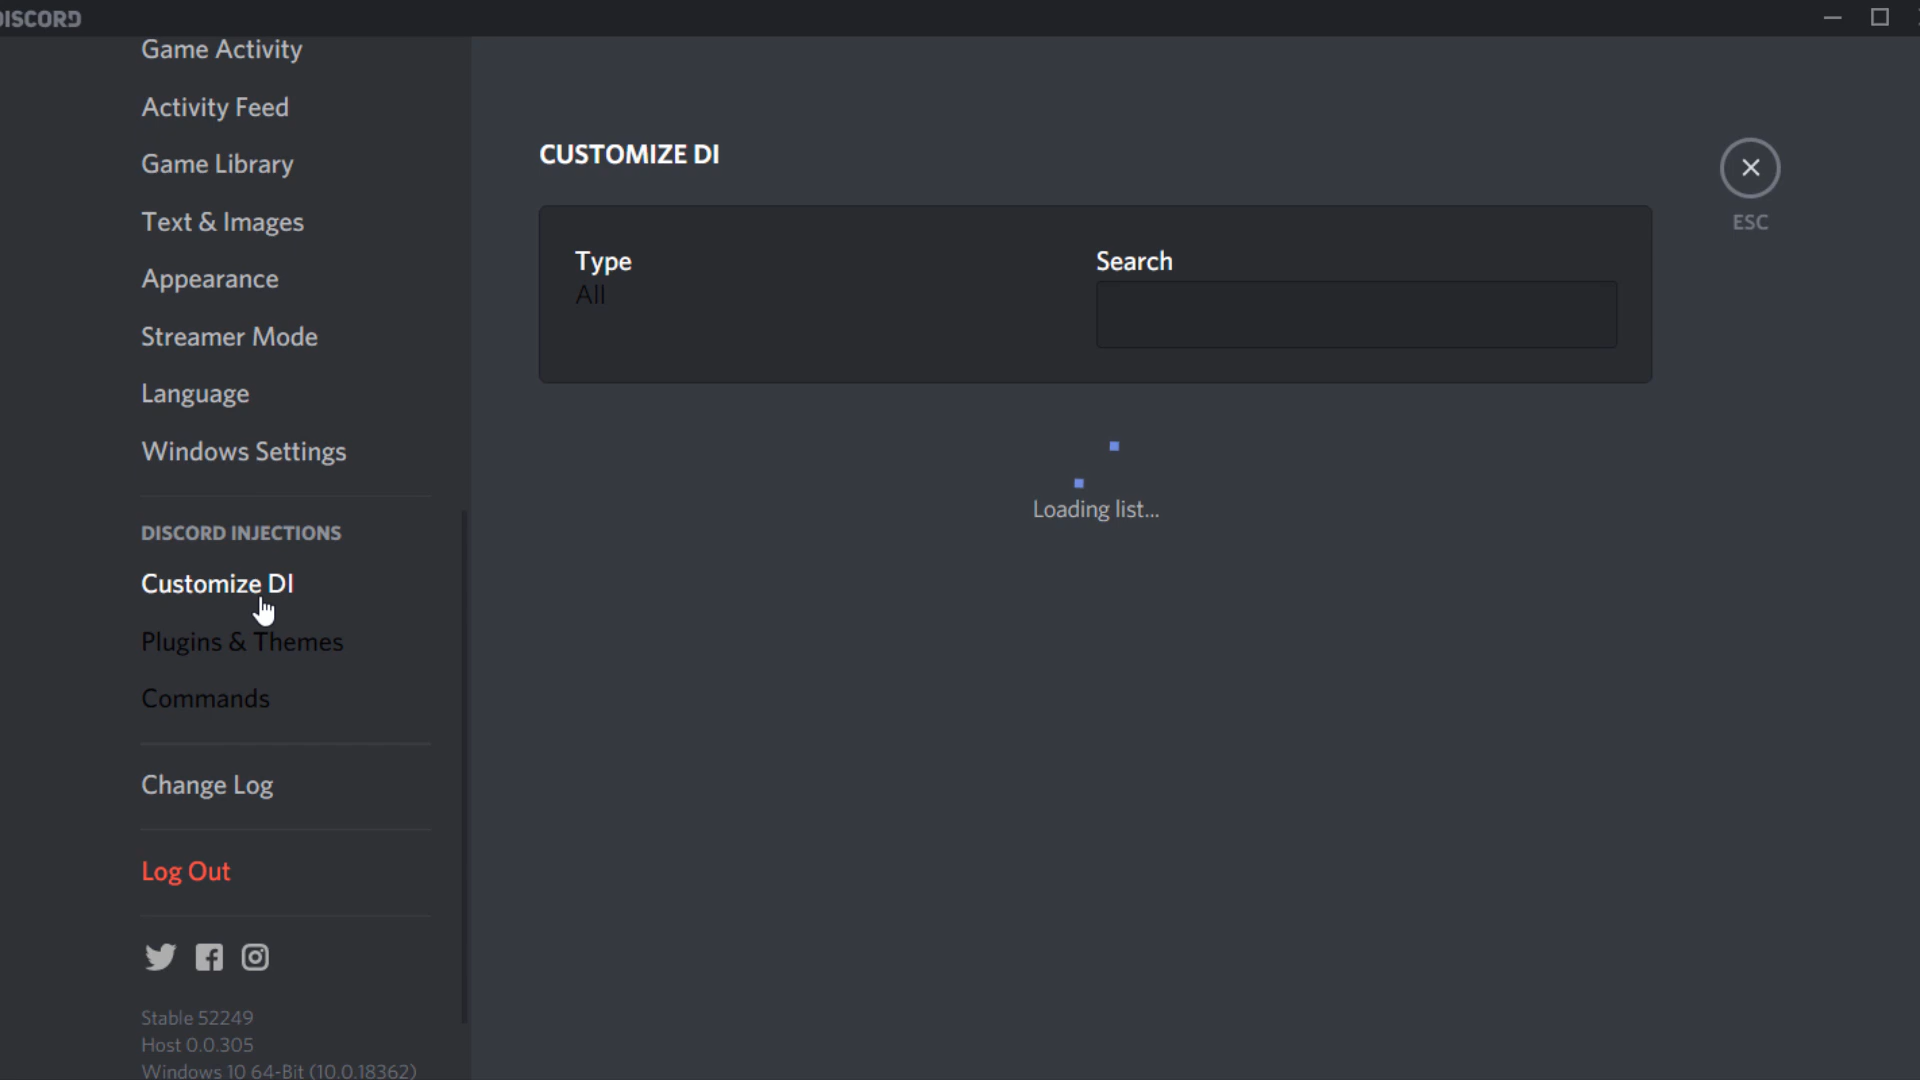 DISCORD
Game Activity
Activity Feed
Game Library
Text & Images
Appearance
Streamer Mode
Language
Windows Settings
DISCORD INJECTIONS
Customize DI
Plugins & Themes
Commands
Change Log
Log Out
Stable 52249
Host 0.0.305
Windows 10 64-Bit (10.0.18362)
CUSTOMIZE DI
Type
All
Search
Loading list...
ESC